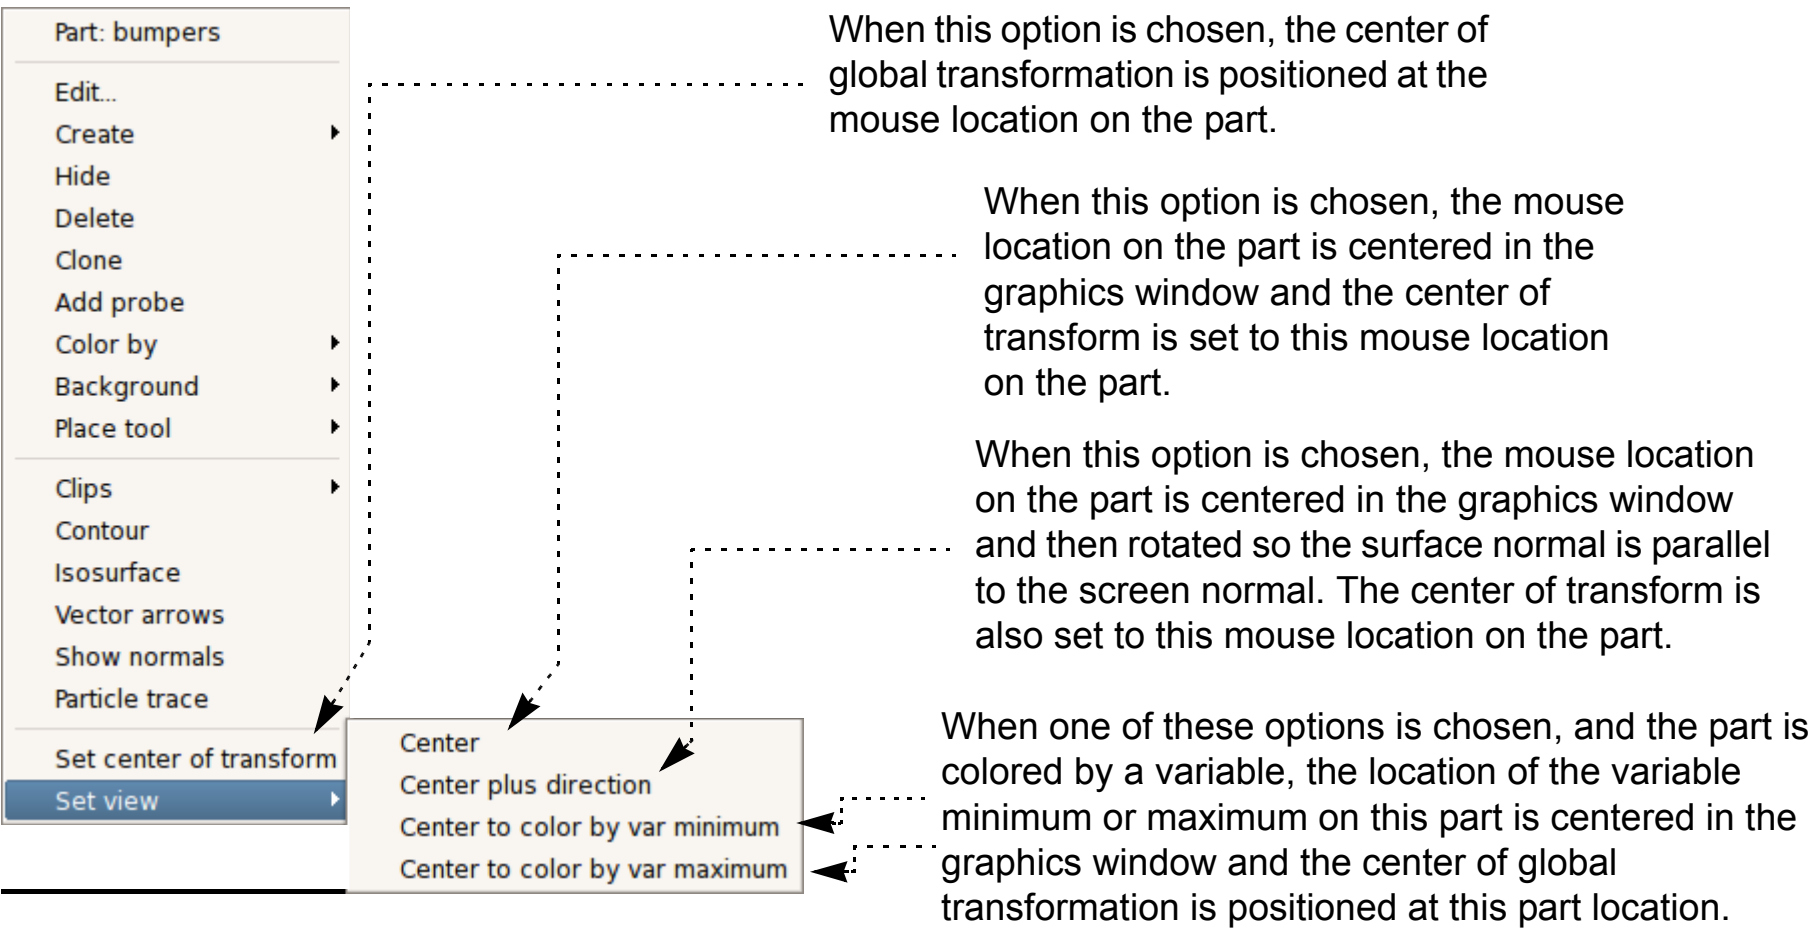 Part: bumpers
Edit...
Create
Hide
Delete
Clone
Add probe
Color by
Background
Place tool
Clips
Contour
Isosurface
Vector arrows
Show normals
Particle trace
Set center of transform
Set view
Center
Center plus direction
Center to color by var minimum
Center to color by var maximum
When this option is chosen, the center of
global transformation is positioned at the
mouse location on the part.
When this option is chosen, the mouse
location on the part is centered in the
graphics window and the center of
transform is set to this mouse location
on the part.
When this option is chosen, the mouse location
on the part is centered in the graphics window
and then rotated so the surface normal is parallel
to the screen normal. The center of transform is
also set to this mouse location on the part.
When one of these options is chosen, and the part is
colored by a variable, the location of the variable
minimum or maximum on this part is centered in the
graphics window and the center of global
transformation is positioned at this part location.